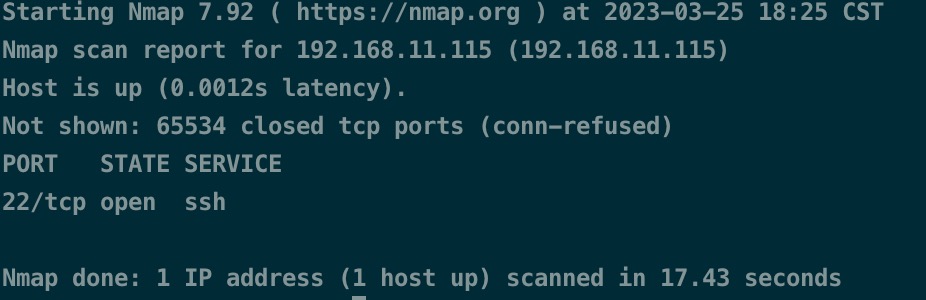 Starting Nmap 7.92 ( https://nmap.org ) at 2023-03-25 18:25 CST
Nmap scan report for 192.168.11.115 (192.168.11.115)
Host is up (0.0012s latency).
Not shown: 65534 closed tcp ports (conn-refused)
PORT   STATE SERVICE
22/tcp open  ssh
Nmap done: 1 IP address (1 host up) scanned in 17.43 seconds